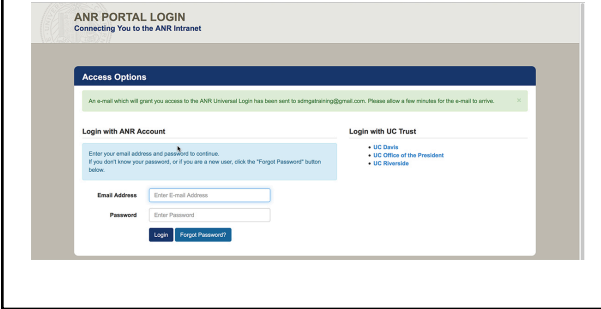 ANR PORTAL LOGIN
Connecting You to the ANR Intranet
Access Options
An e-mail which will grant you access to the ANR Universal Login has been sent to sdmgatraining@gmail.com. Please allow a few minutes for the e-mail to arrive. ×
Login with ANR Account
Enter your email address and password to continue.
If you don't know your password, or if you are a new user, click the "Forgot Password" button
below.
Email Address Enter E-mail Address
Password Enter Password
Login Forgot Password?
Login with UC Trust
• UC Davis
• UC Office of the President
• UC Riverside